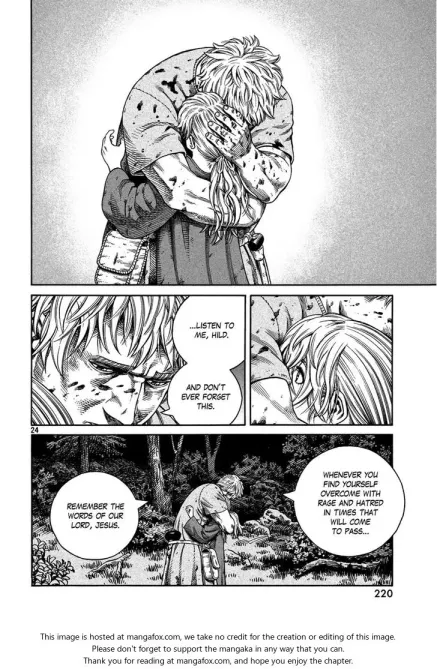 ...LISTEN TO
ME, HILD.
AND DON'T
EVER FORGET
THIS.
24
WHENEVER YOU
FIND YOURSELF
OVERCOME WITH
RAGE AND HATRED
IN TIMES THAT
WILL COME
TO PASS...
REMEMBER THE
WORDS OF OUR
LORD, JESUS.
220
This image is hosted at mangafox.com, we take no credit for the creation or editing of this image.
Please don't forget to support the mangaka in any way that you can.
Thank you for reading at mangafox.com, and hope you enjoy the chapter.